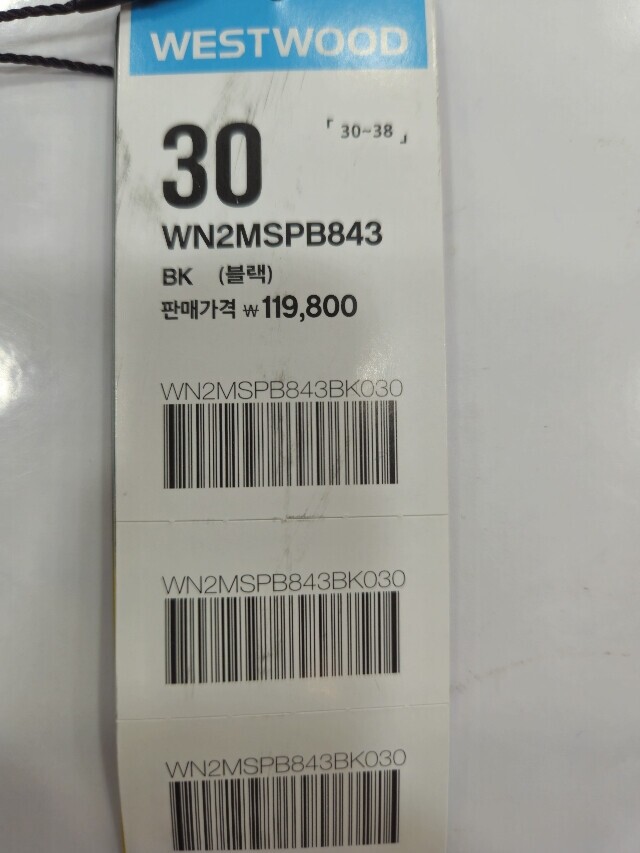 WESTWOOD
30 「30~38」
WN2MSPB843
BK (블랙)
판매가격 ₩119,800
WN2MSPB843BK030
WN2MSPB843BK030
WN2MSPB843BK030